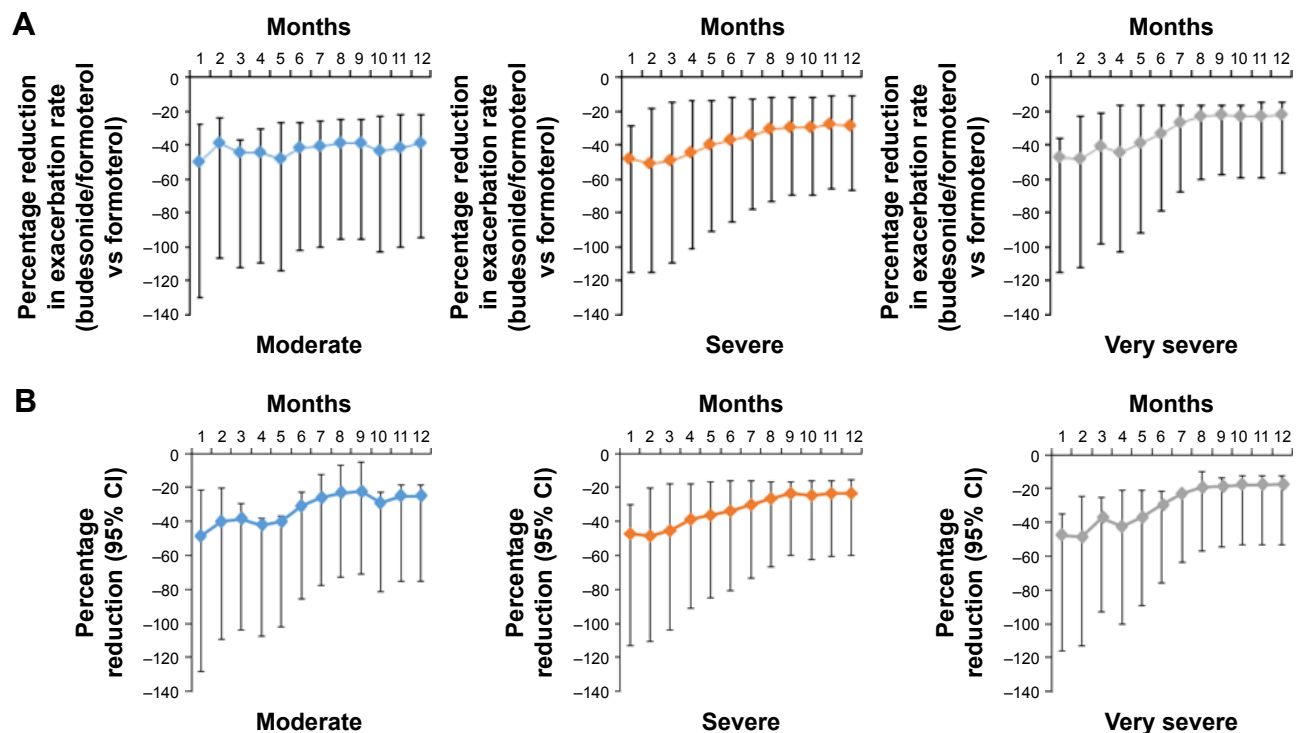 A
Months
1 2 3 4 5 6 7 8 9 10 11 12
Percentage reduction
in exacerbation rate
(budesonide/formoterol
vs formoterol)
0
–20
–40
–60
–80
–100
–120
–140
Moderate
Months
1 2 3 4 5 6 7 8 9 10 11 12
Percentage reduction
in exacerbation rate
(budesonide/formoterol
vs formoterol)
0
–20
–40
–60
–80
–100
–120
–140
Severe
Months
1 2 3 4 5 6 7 8 9 10 11 12
Percentage reduction
in exacerbation rate
(budesonide/formoterol
vs formoterol)
0
–20
–40
–60
–80
–100
–120
–140
Very severe
B
Months
1 2 3 4 5 6 7 8 9 10 11 12
Percentage
reduction (95% CI)
0
–20
–40
–60
–80
–100
–120
–140
Moderate
Months
1 2 3 4 5 6 7 8 9 10 11 12
Percentage
reduction (95% CI)
0
–20
–40
–60
–80
–100
–120
–140
Severe
Months
1 2 3 4 5 6 7 8 9 10 11 12
Percentage
reduction (95% CI)
0
–20
–40
–60
–80
–100
–120
–140
Very severe